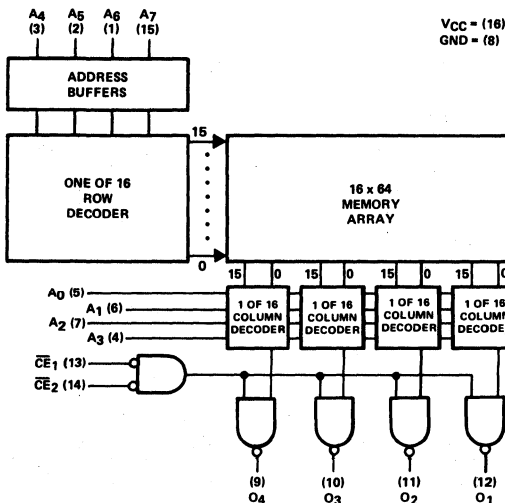 A4 A5 A6 A7
(3) (2) (1) (15)
VCC = (16)
GND = (8)
ADDRESS
BUFFERS
15
ONE OF 16
ROW
DECODER
16 x 64
MEMORY
ARRAY
0
15 0 15 0 15 0 15 0
A0 (5)
A1 (6)
A2 (7)
A3 (4)
1 OF 16
COLUMN
DECODER
1 OF 16
COLUMN
DECODER
1 OF 16
COLUMN
DECODER
1 OF 16
COLUM
DECODE
CE1 (13)
CE2 (14)
(9) (10) (11) (12)
O4 O3 O2 O1